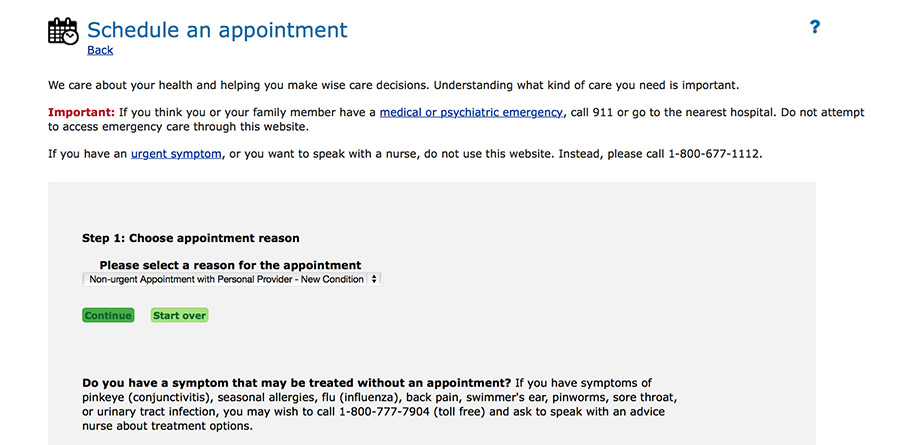 Schedule an appointment
?
Back
We care about your health and helping you make wise care decisions. Understanding what kind of care you need is important.
Important: If you think you or your family member have a medical or psychiatric emergency, call 911 or go to the nearest hospital. Do not attempt
to access emergency care through this website.
If you have an urgent symptom, or you want to speak with a nurse, do not use this website. Instead, please call 1-800-677-1112.
Step 1: Choose appointment reason
Please select a reason for the appointment
Non-urgent Appointment with Personal Provider - New Condition
Continue Start over
Do you have a symptom that may be treated without an appointment? If you have symptoms of
pinkeye (conjunctivitis), seasonal allergies, flu (influenza), back pain, swimmer's ear, pinworms, sore throat,
or urinary tract infection, you may wish to call 1-800-777-7904 (toll free) and ask to speak with an advice
nurse about treatment options.